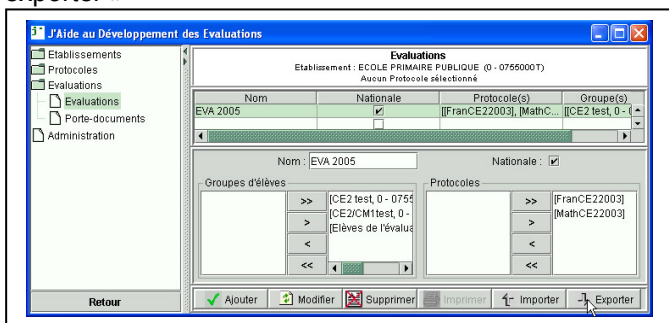 exporter »
J'Aide au Développement des Evaluations
Etablissements
Protocoles
Evaluations
Evaluations
Porte-documents
Administration
Retour
Evaluations
Etablissement : ECOLE PRIMAIRE PUBLIQUE (0 - 0755000T)
Aucun Protocole sélectionné
Nom Nationale Protocole(s) Groupe(s)
EVA 2005 [[FranCE22003], [MathC... [[CE2 test, 0 - 0
Nom : EVA 2005 Nationale :
Groupes d'élèves Protocoles
>> [CE2 test, 0 - 0755 >> [FranCE22003]
> [CE2/CM1test, 0 - > [MathCE22003]
[Elèves de l'évalua
< <
<< <<
Ajouter Modifier Supprimer Imprimer Importer Exporter